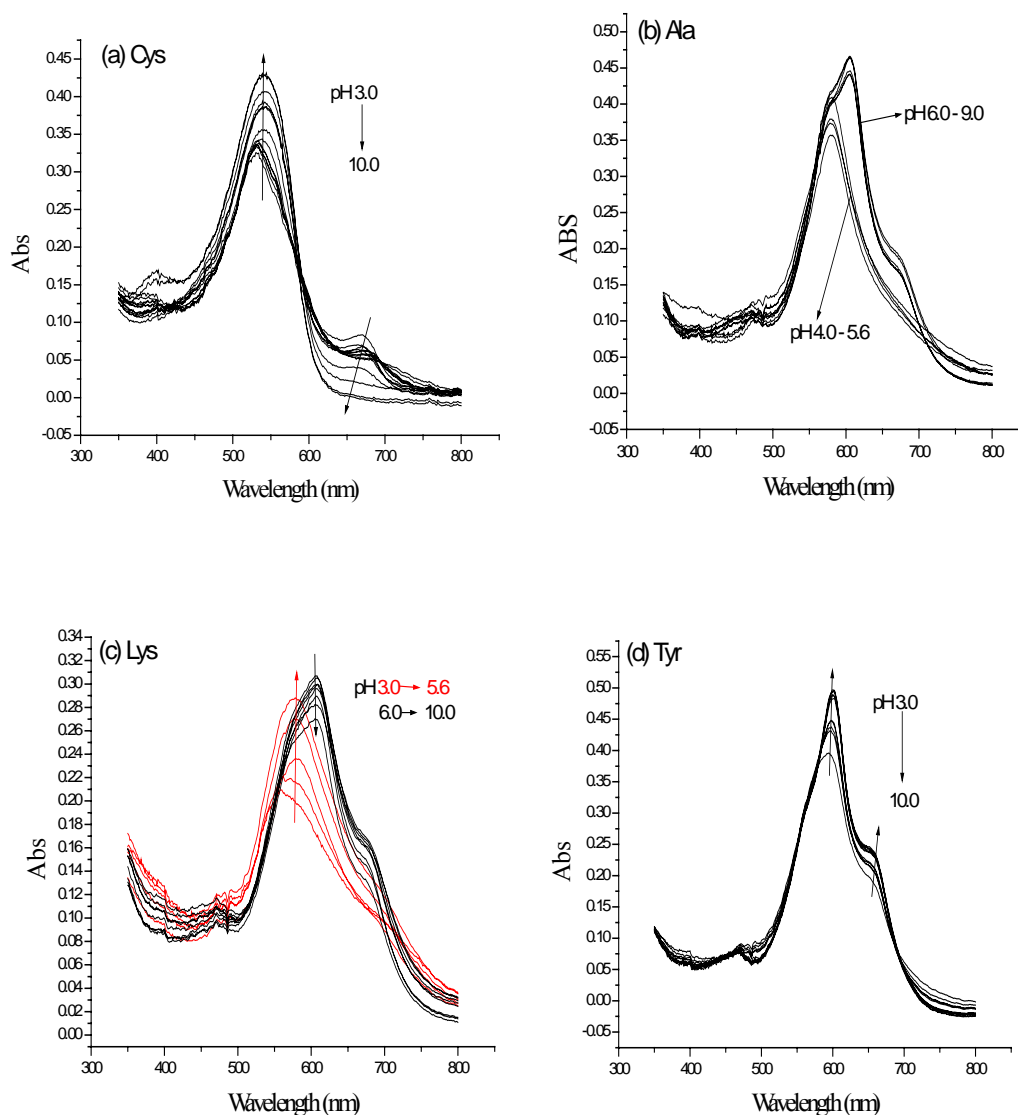 (a) Cys
0.45
0.40
0.35
0.30
0.25
0.20
0.15
0.10
0.05
0.00
-0.05
Abs
pH3.0
10.0
300 400 500 600 700 800
Wavelength (nm)
(b) Ala
0.50
0.45
0.40
0.35
0.30
0.25
0.20
0.15
0.10
0.05
0.00
-0.05
ABS
pH6.0 - 9.0
pH4.0 - 5.6
300 400 500 600 700 800
Wavelength (nm)
(c) Lys
0.34
0.32
0.30
0.28
0.26
0.24
0.22
0.20
0.18
0.16
0.14
0.12
0.10
0.08
0.06
0.04
0.02
0.00
Abs
pH3.0 5.6
6.0 10.0
300 400 500 600 700 800
Wavelength (nm)
(d) Tyr
0.55
0.50
0.45
0.40
0.35
0.30
0.25
0.20
0.15
0.10
0.05
0.00
-0.05
Abs
pH3.0
10.0
300 400 500 600 700 800
Wavelength (nm)